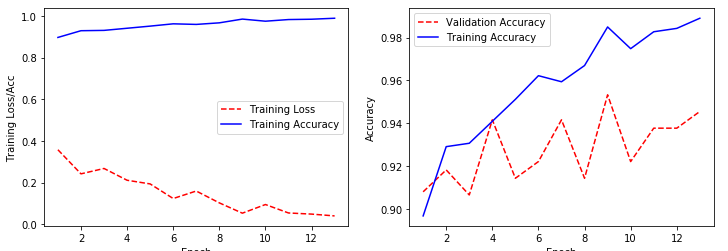 1.0
0.8
0.6
0.4
0.2
0.0
Training Loss/Acc
Training Loss
Training Accuracy
2 4 6 8 10 12
Epoch
0.98
0.96
0.94
0.92
0.90
Accuracy
Validation Accuracy
Training Accuracy
2 4 6 8 10 12
Epoch